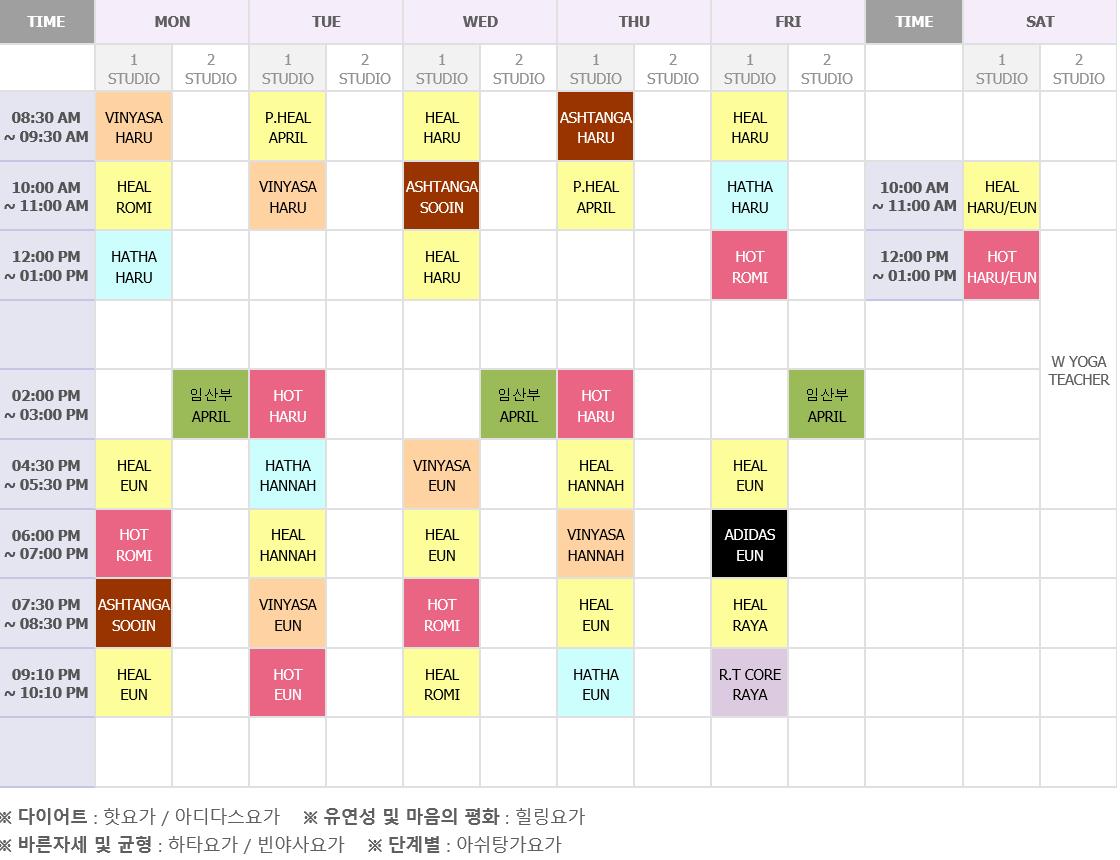 TIME MON TUE WED THU FRI TIME SAT
1 2 1 2 1 2 1 2 1 2 1 2
STUDIO STUDIO STUDIO STUDIO STUDIO STUDIO STUDIO STUDIO STUDIO STUDIO STUDIO STUDIO
08:30 AM VINYASA P.HEAL HEAL ASHTANGA HEAL
~ 09:30 AM HARU APRIL HARU HARU HARU
10:00 AM HEAL VINYASA ASHTANGA P.HEAL HATHA 10:00 AM HEAL
~ 11:00 AM ROMI HARU SOOIN APRIL HARU ~ 11:00 AM HARU/EUN
12:00 PM HATHA HEAL HOT 12:00 PM HOT
~ 01:00 PM HARU HARU ROMI ~ 01:00 PM HARU/EUN
W YOGA
TEACHER
02:00 PM 임산부 HOT 임산부 HOT 임산부
~ 03:00 PM APRIL HARU APRIL HARU APRIL
04:30 PM HEAL HATHA VINYASA HEAL HEAL
~ 05:30 PM EUN HANNAH EUN HANNAH EUN
06:00 PM HOT HEAL HEAL VINYASA ADIDAS
~ 07:00 PM ROMI HANNAH EUN HANNAH EUN
07:30 PM ASHTANGA VINYASA HOT HEAL HEAL
~ 08:30 PM SOOIN EUN ROMI EUN RAYA
09:10 PM HEAL HOT HEAL HATHA R.T CORE
~ 10:10 PM EUN EUN ROMI EUN RAYA
※ 다이어트 : 핫요가 / 아디다스요가 ※ 유연성 및 마음의 평화 : 힐링요가
※ 바른자세 및 균형 : 하타요가 / 빈야사요가 ※ 단계별 : 아쉬탕가요가